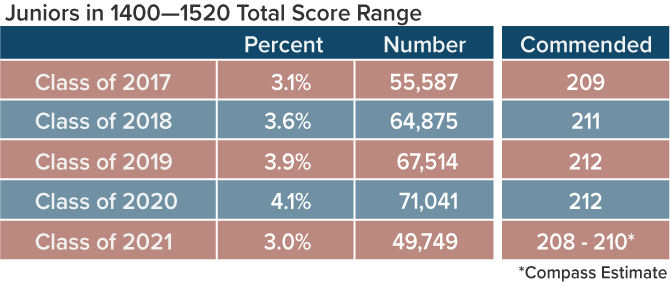 Juniors in 1400—1520 Total Score Range
Percent Number Commended
Class of 2017 3.1% 55,587 209
Class of 2018 3.6% 64,875 211
Class of 2019 3.9% 67,514 212
Class of 2020 4.1% 71,041 212
Class of 2021 3.0% 49,749 208 - 210*
*Compass Estimate